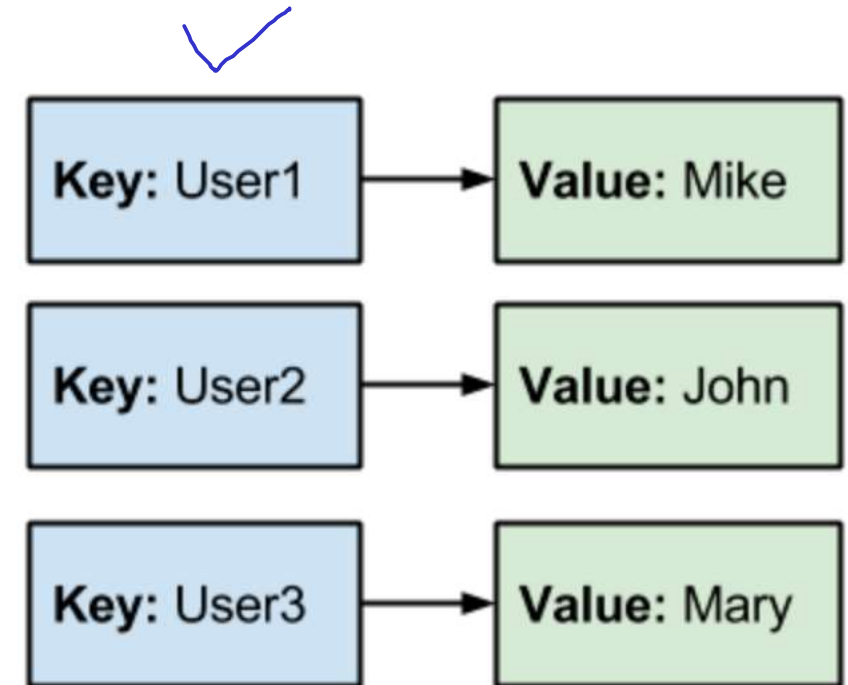 Key: User1
Value: Mike
Key: User2
Value: John
Key: User3
Value: Mary